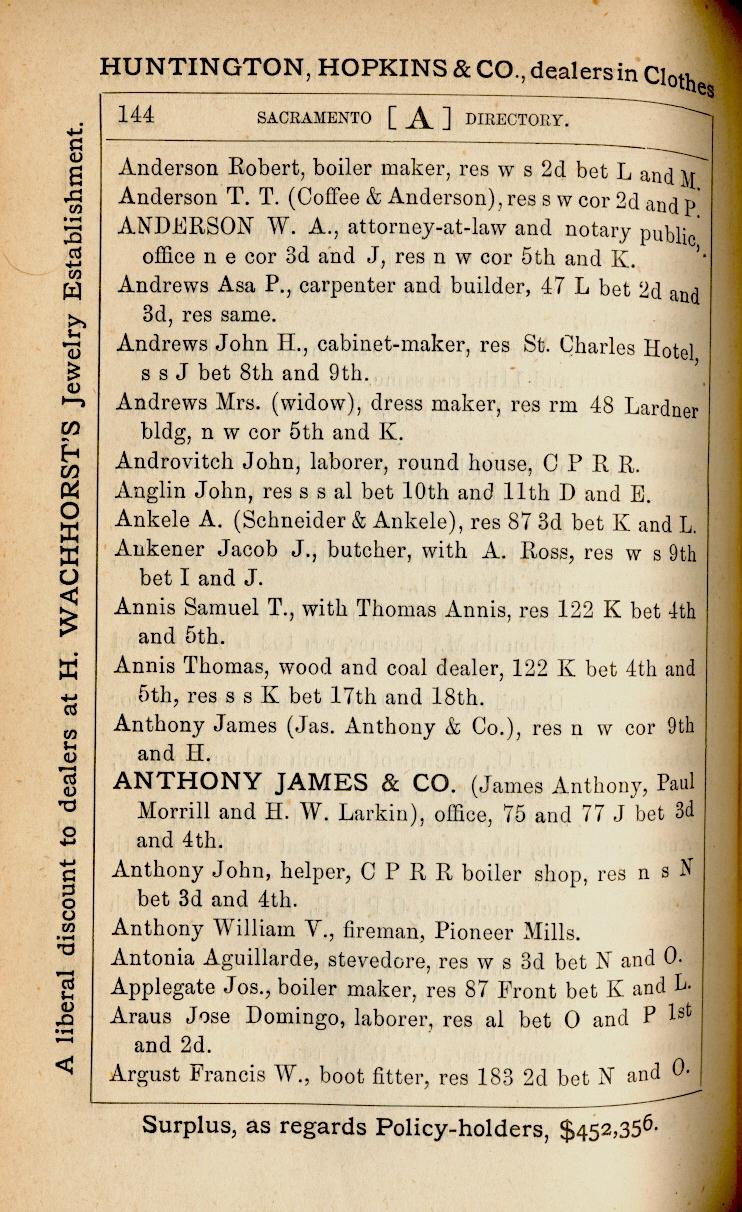 HUNTINGTON, HOPKINS & CO., dealers in Clothes
144 SACRAMENTO [ A ] DIRECTORY.
Anderson Robert, boiler maker, res w s 2d bet L and M.
Anderson T. T. (Coffee & Anderson), res s w cor 2d and P.
ANDERSON W. A., attorney-at-law and notary public,
office n e cor 3d and J, res n w cor 5th and K.
Andrews Asa P., carpenter and builder, 47 L bet 2d and
3d, res same.
Andrews John H., cabinet-maker, res St. Charles Hotel,
s s J bet 8th and 9th.
Andrews Mrs. (widow), dress maker, res rm 48 Lardner
bldg, n w cor 5th and K.
Androvitch John, laborer, round house, C P R R.
Anglin John, res s s al bet 10th and 11th D and E.
Ankele A. (Schneider & Ankele), res 87 3d bet K and L.
Aukener Jacob J., butcher, with A. Ross, res w s 9th
bet I and J.
Annis Samuel T., with Thomas Annis, res 122 K bet 4th
and 5th.
Annis Thomas, wood and coal dealer, 122 K bet 4th and
5th, res s s K bet 17th and 18th.
Anthony James (Jas. Anthony & Co.), res n w cor 9th
and H.
ANTHONY JAMES & CO. (James Anthony, Paul
Morrill and H. W. Larkin), office, 75 and 77 J bet 3d
and 4th.
Anthony John, helper, C P R R boiler shop, res n s N
bet 3d and 4th.
Anthony William V., fireman, Pioneer Mills.
Antonia Aguillarde, stevedore, res w s 3d bet N and O.
Applegate Jos., boiler maker, res 87 Front bet K and L.
Araus Jose Domingo, laborer, res al bet O and P 1st
and 2d.
Argust Francis W., boot fitter, res 183 2d bet N and O.
Surplus, as regards Policy-holders, $452,356.
A liberal discount to dealers at H. WACHHORST'S Jewelry Establishment.